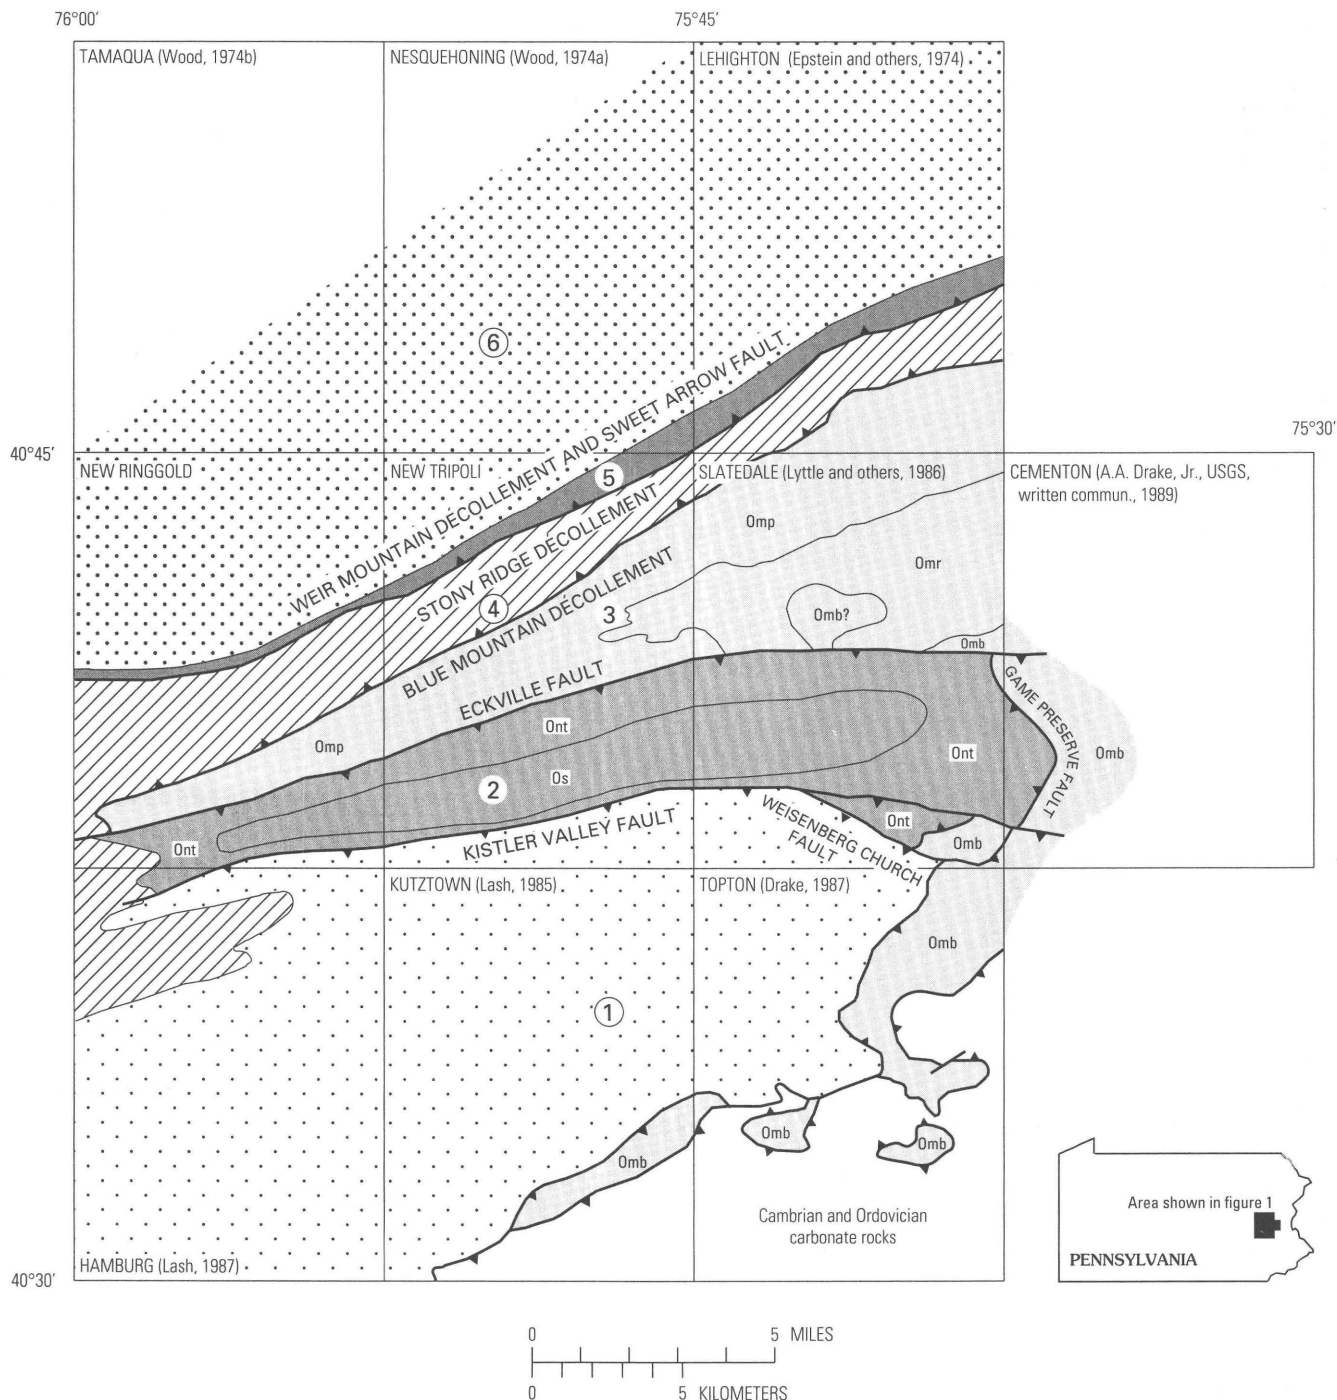 76°00′
75°45′
TAMAQUA (Wood, 1974b)
NESQUEHONING (Wood, 1974a)
LEHIGHTON (Epstein and others, 1974)
6
WEIR MOUNTAIN DÉCOLLEMENT AND SWEET ARROW FAULT
40°45′
75°30′
NEW RINGGOLD
NEW TRIPOLI
5
SLATEDALE (Lyttle and others, 1986)
CEMENTON (A.A. Drake, Jr., USGS,
written commun., 1989)
STONY RIDGE DÉCOLLEMENT
Omp
Omr
4
3
Omb?
BLUE MOUNTAIN DÉCOLLEMENT
Omb
ECKVILLE FAULT
GAME PRESERVE
FAULT
Ont
Omp
Ont
Omb
Os
2
KISTLER VALLEY FAULT
WEISENBERG CHURCH
FAULT
Ont
Omb
Ont
KUTZTOWN (Lash, 1985)
TOPTON (Drake, 1987)
Omb
1
Omb
Omb
Omb
Cambrian and Ordovician
carbonate rocks
Area shown in figure 1
PENNSYLVANIA
HAMBURG (Lash, 1987)
40°30′
0 5 MILES
0 5 KILOMETERS